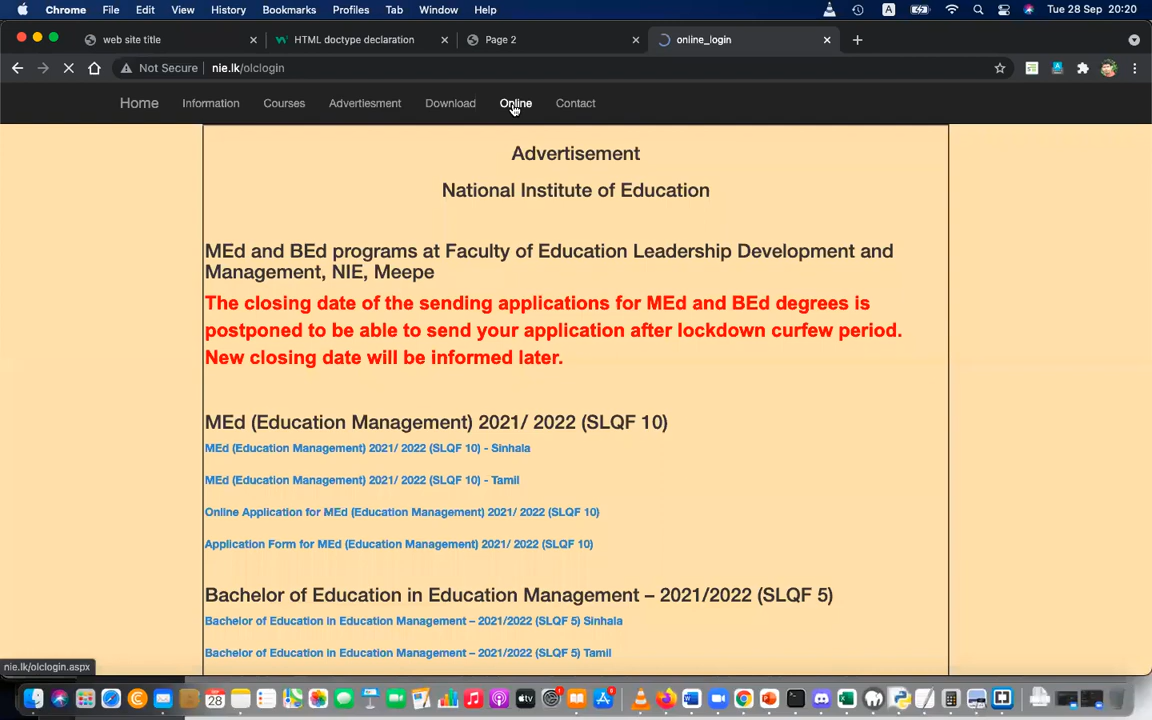 Chrome File Edit View History Bookmarks Profiles Tab Window Help A Tue 28 Sep 20:20
web site title HTML doctype declaration Page 2 online_login
Not Secure nie.lk/olclogin
Home Information Courses Advertiesment Download Online Contact
Advertisement
National Institute of Education
MEd and BEd programs at Faculty of Education Leadership Development and
Management, NIE, Meepe
The closing date of the sending applications for MEd and BEd degrees is
postponed to be able to send your application after lockdown curfew period.
New closing date will be informed later.
MEd (Education Management) 2021/ 2022 (SLQF 10)
MEd (Education Management) 2021/ 2022 (SLQF 10) - Sinhala
MEd (Education Management) 2021/ 2022 (SLQF 10) - Tamil
Online Application for MEd (Education Management) 2021/ 2022 (SLQF 10)
Application Form for MEd (Education Management) 2021/ 2022 (SLQF 10)
Bachelor of Education in Education Management – 2021/2022 (SLQF 5)
Bachelor of Education in Education Management – 2021/2022 (SLQF 5) Sinhala
Bachelor of Education in Education Management – 2021/2022 (SLQF 5) Tamil
nie.lk/olclogin.aspx